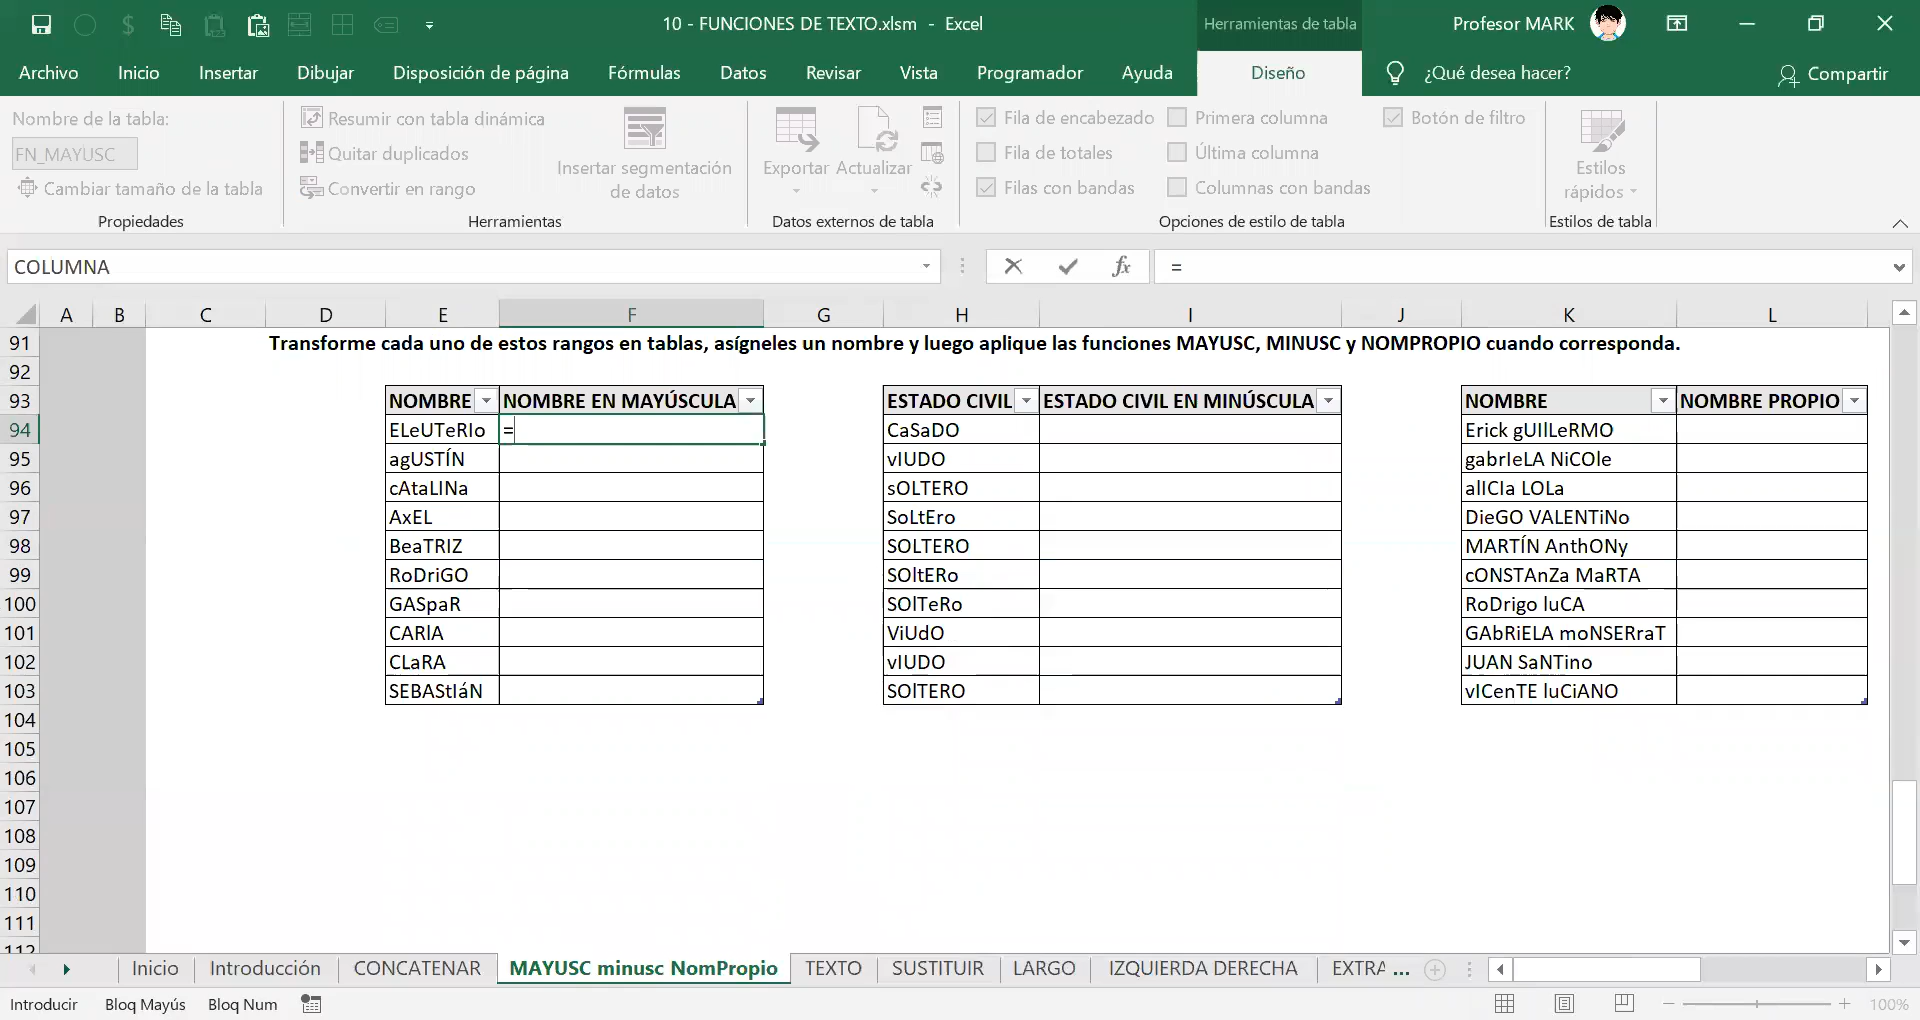 10 - FUNCIONES DE TEXTO.xlsm - Excel
Herramientas de tabla
Profesor MARK
Archivo Inicio Insertar Dibujar Disposición de página Fórmulas Datos Revisar Vista Programador Ayuda Diseño ¿Qué desea hacer? Compartir
Nombre de la tabla:
FN_MAYUSC
Cambiar tamaño de la tabla
Propiedades
Resumir con tabla dinámica
Quitar duplicados
Convertir en rango
Insertar segmentación
de datos
Herramientas
Exportar Actualizar
Datos externos de tabla
Fila de encabezado Primera columna Botón de filtro
Fila de totales Última columna
Filas con bandas Columnas con bandas
Opciones de estilo de tabla
Estilos
rápidos
Estilos de tabla
COLUMNA fx =
A B C D E F G H I J K L
91 Transforme cada uno de estos rangos en tablas, asígneles un nombre y luego aplique las funciones MAYUSC, MINUSC y NOMPROPIO cuando corresponda.
92
93 NOMBRE NOMBRE EN MAYÚSCULA ESTADO CIVIL ESTADO CIVIL EN MINÚSCULA NOMBRE NOMBRE PROPIO
94 ELeUTeRIo = CaSaDO Erick gUIlLeRMO
95 agUSTÍN vIUDO gabrIeLA NiCOle
96 cAtaLINa sOLTERO alICIa LOLa
97 AxEL SoLtEro DieGO VALENTiNo
98 BeaTRIZ SOLTERO MARTÍN AnthONy
99 RoDriGO SOltERo cONSTAnZa MaRTA
100 GASpaR SOlTeRo RoDrigo luCA
101 CARlA ViUdO GAbRiELA moNSERraT
102 CLaRA vIUDO JUAN SaNTino
103 SEBAStIáN SOlTERO vICenTE luCiANO
104
105
106
107
108
109
110
111
112
Inicio Introducción CONCATENAR MAYUSC minusc NomPropio TEXTO SUSTITUIR LARGO IZQUIERDA DERECHA EXTRA ...
Introducir Bloq Mayús Bloq Num 100%